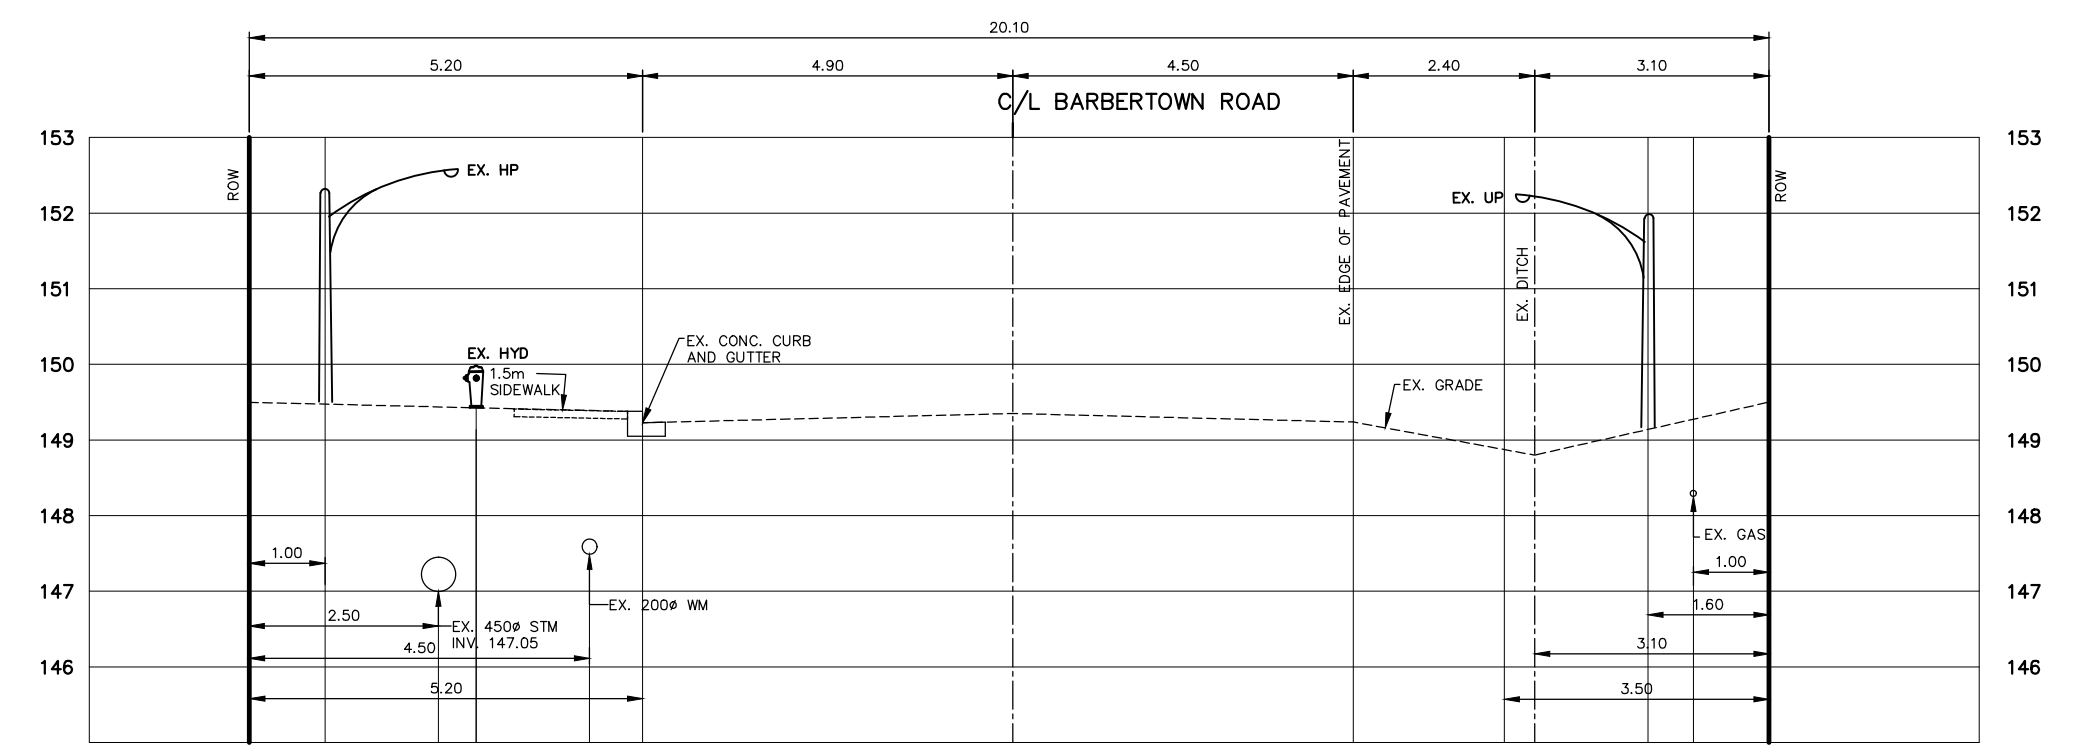 20.10
5.20 4.90 4.50 2.40 3.10
C/L BARBERTOWN ROAD
153 153
ROW EX. HP EX. EDGE OF PAVEMENT EX. UP ROW
152 152
EX. DITCH
151 151
EX. CONC. CURB
AND GUTTER
EX. HYD
150 150
1.5m
SIDEWALK
EX. GRADE
149 149
148 148
EX. GAS
1.00 1.00
147 147
EX. 200ø WM
1.60
2.50
EX. 450ø STM
INV. 147.05
4.50 3.10
146 146
5.20 3.50